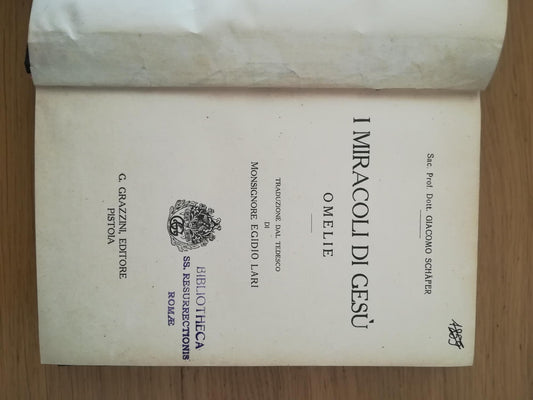 Sac. Prof. Dott. GIACOMO SCHÄFER
I MIRACOLI DI GESÙ
OMELIE
TRADUZIONE DAL TEDESCO
DI
MONSIGNORE EGIDIO LARI
BIBLIOTHECA
SS. RESURRECTIONIS
ROMÆ
G. GRAZZINI, EDITORE
PISTOIA